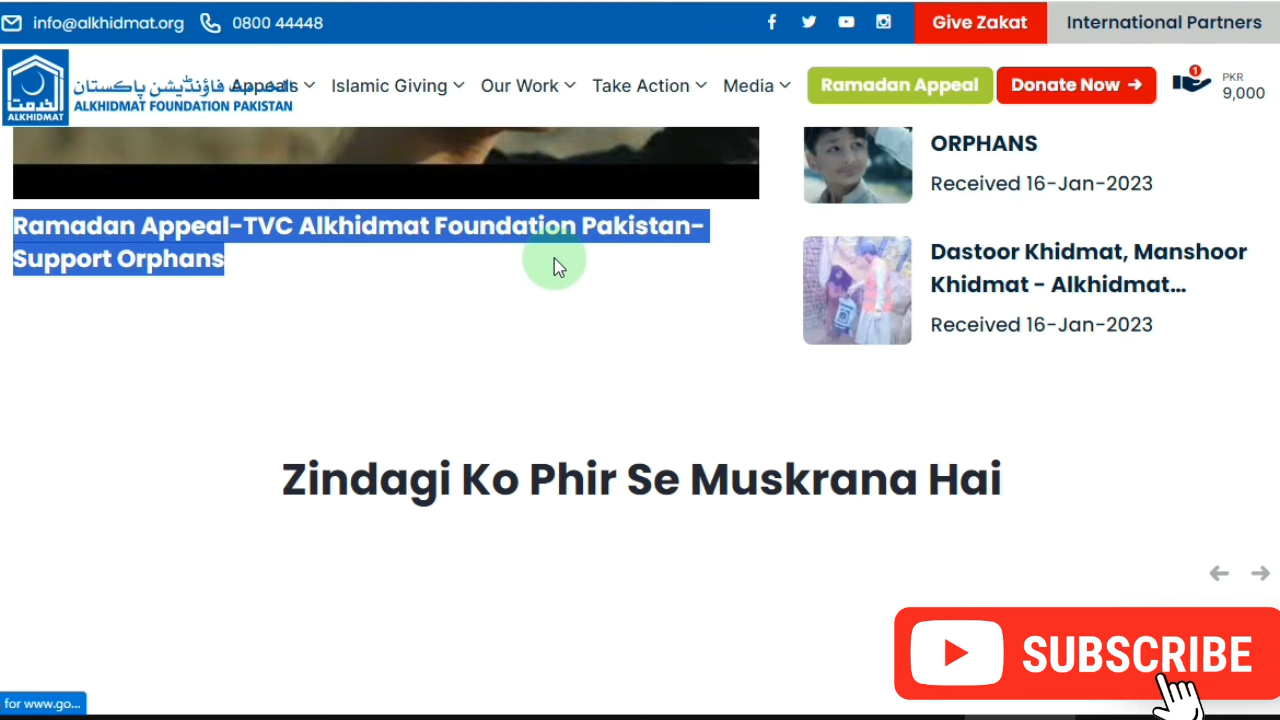 info@alkhidmat.org 0800 44448 Give Zakat International Partners
الخدمت فاؤنڈیشن پاکستان
ALKHIDMAT FOUNDATION PAKISTAN
الخدمت
ALKHIDMAT
Appeals Islamic Giving Our Work Take Action Media Ramadan Appeal Donate Now → 1 PKR
9,000
ORPHANS
Received 16-Jan-2023
Ramadan Appeal-TVC Alkhidmat Foundation Pakistan-
Support Orphans
Dastoor Khidmat, Manshoor
Khidmat - Alkhidmat...
Received 16-Jan-2023
Zindagi Ko Phir Se Muskrana Hai
SUBSCRIBE
for www.go...